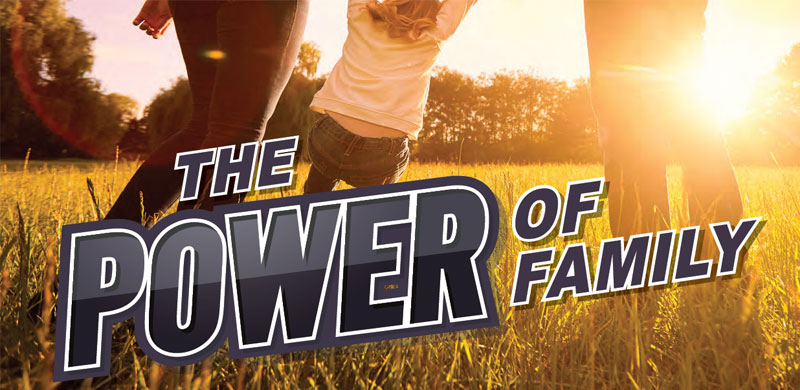 THE
POWER
OF
FAMILY